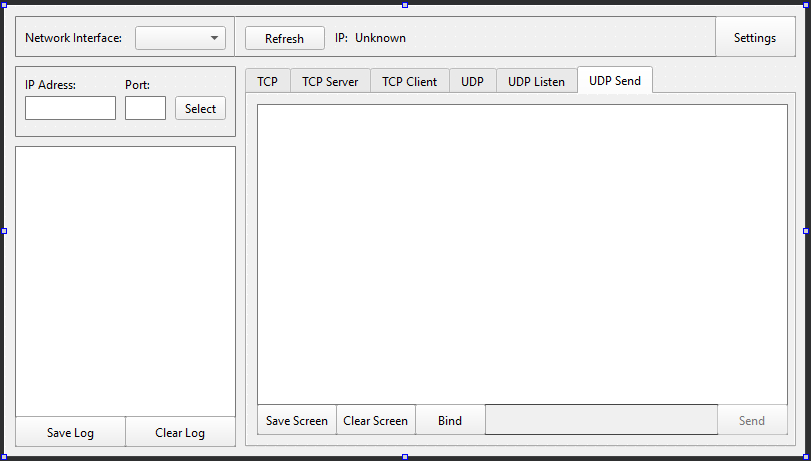 Network Interface:
Refresh
IP: Unknown
Settings
IP Adress:
Port:
Select
TCP
TCP Server
TCP Client
UDP
UDP Listen
UDP Send
Save Screen
Clear Screen
Bind
Send
Save Log
Clear Log